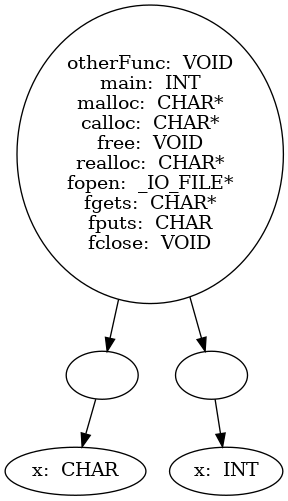 otherFunc:  VOID
main:  INT
malloc:  CHAR*
calloc:  CHAR*
free:  VOID
realloc:  CHAR*
fopen:  _IO_FILE*
fgets:  CHAR*
fputs:  CHAR
fclose:  VOID
x:  CHAR
x:  INT